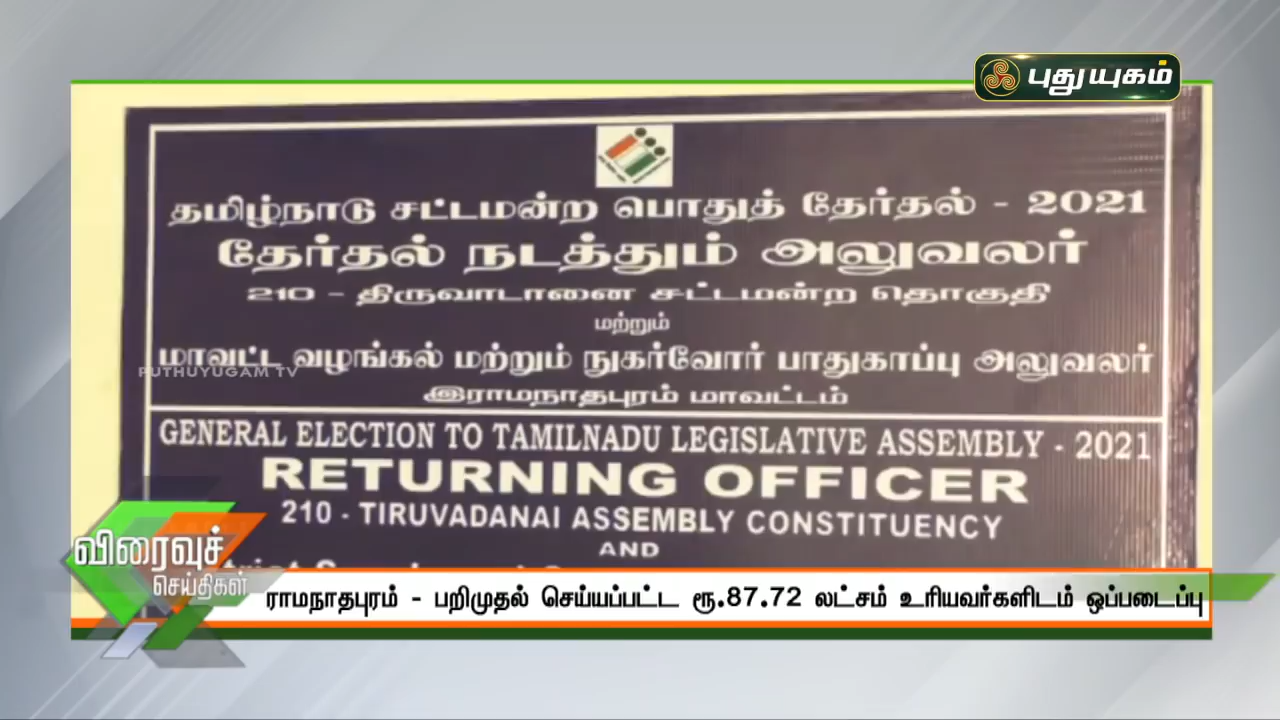 புதுயுகம்
தமிழ்நாடு சட்டமன்ற பொதுத் தேர்தல் - 2021
தேர்தல் நடத்தும் அலுவலர்
210 - திருவாடானை சட்டமன்ற தொகுதி
மற்றும்
மாவட்ட வழங்கல் மற்றும் நுகர்வோர் பாதுகாப்பு அலுவலர்
PUTHUYUGAM TV
இராமநாதபுரம் மாவட்டம்
GENERAL ELECTION TO TAMILNADU LEGISLATIVE ASSEMBLY - 2021
RETURNING OFFICER
210 - TIRUVADANAI ASSEMBLY CONSTITUENCY
AND
விரைவுச்
செய்திகள்
ராமநாதபுரம் - பறிமுதல் செய்யப்பட்ட ரூ.87.72 லட்சம் உரியவர்களிடம் ஒப்படைப்பு